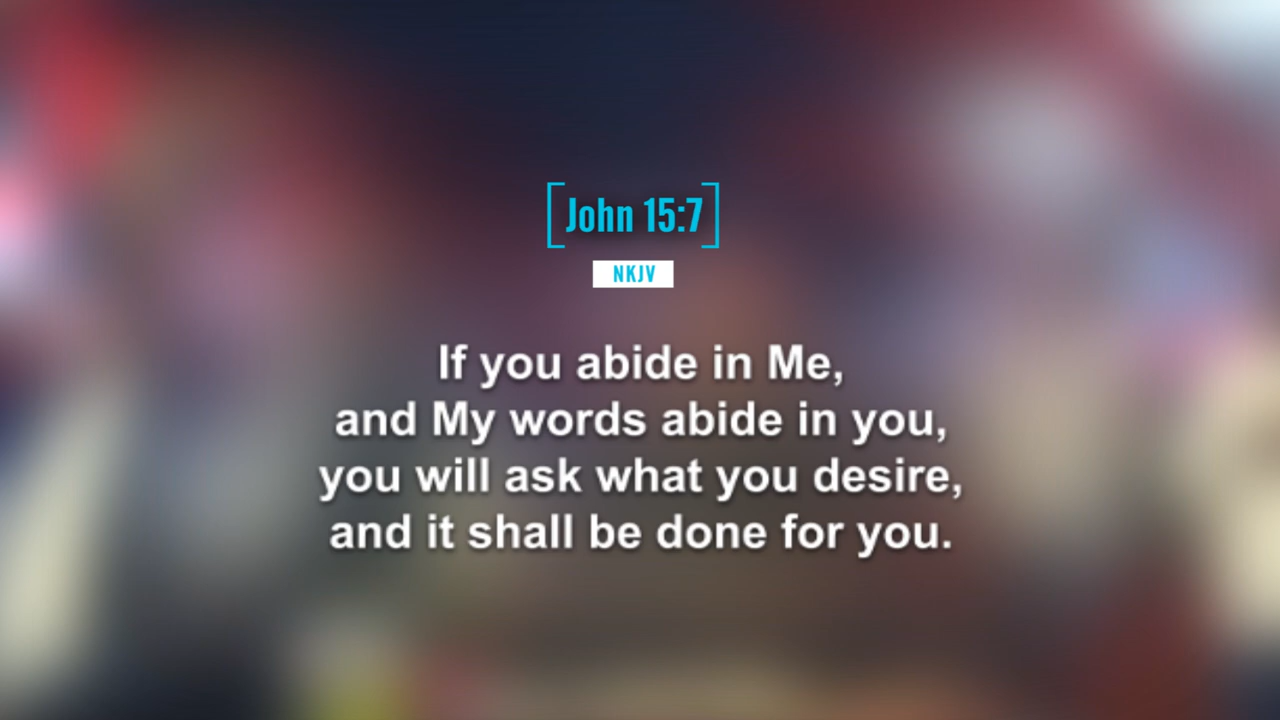 [John 15:7]
NKJV
If you abide in Me,
and My words abide in you,
you will ask what you desire,
and it shall be done for you.